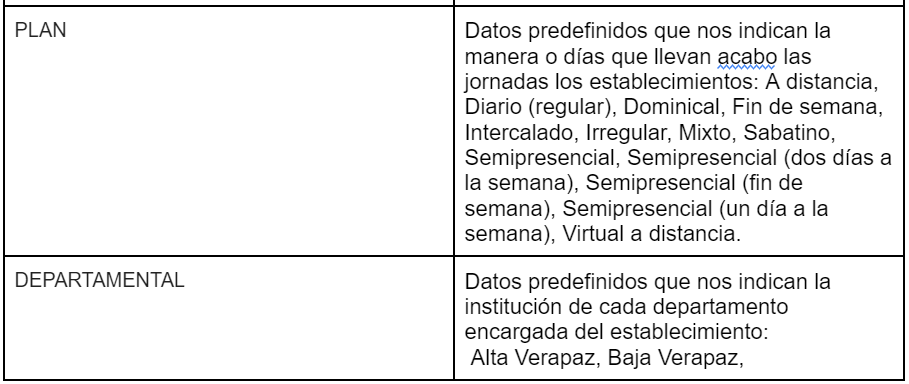 PLAN
Datos predefinidos que nos indican la
manera o días que llevan acabo las
jornadas los establecimientos: A distancia,
Diario (regular), Dominical, Fin de semana,
Intercalado, Irregular, Mixto, Sabatino,
Semipresencial, Semipresencial (dos días a
la semana), Semipresencial (fin de
semana), Semipresencial (un día a la
semana), Virtual a distancia.
DEPARTAMENTAL
Datos predefinidos que nos indican la
institución de cada departamento
encargada del establecimiento:
Alta Verapaz, Baja Verapaz,